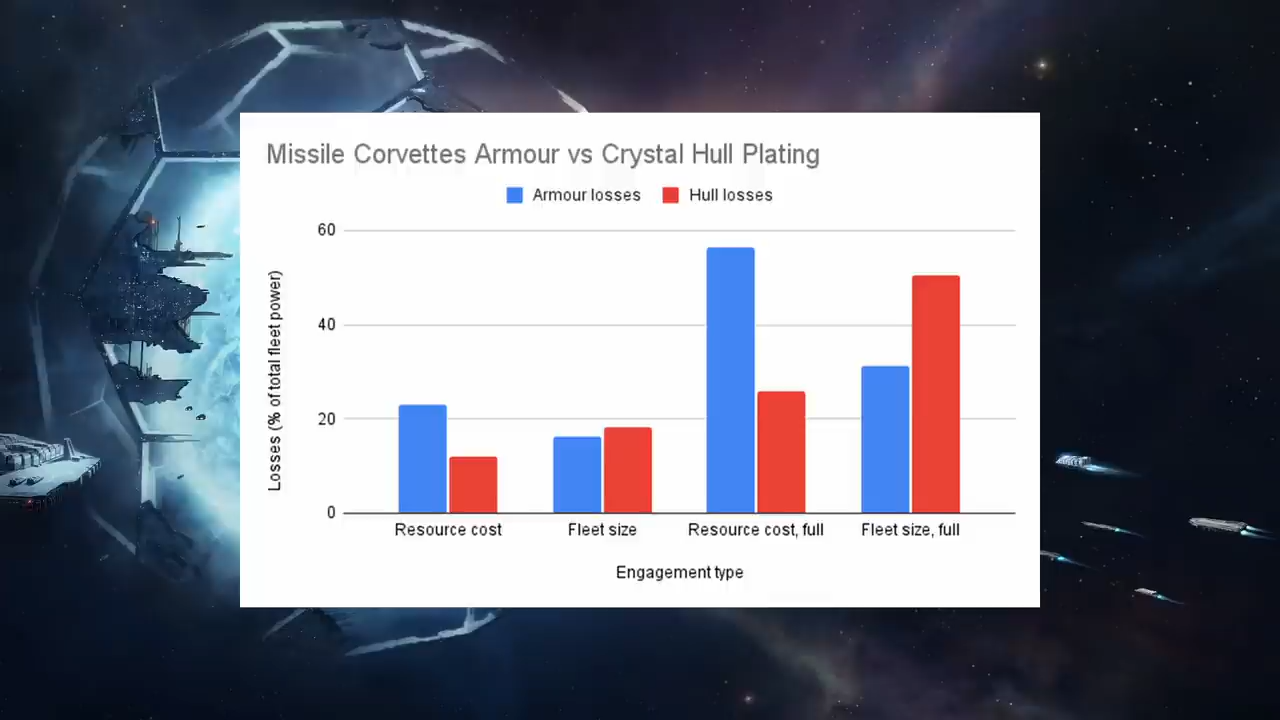 Missile Corvettes Armour vs Crystal Hull Plating
Armour losses Hull losses
60
40
20
0
Losses (% of total fleet power)
Resource cost Fleet size Resource cost, full Fleet size, full
Engagement type